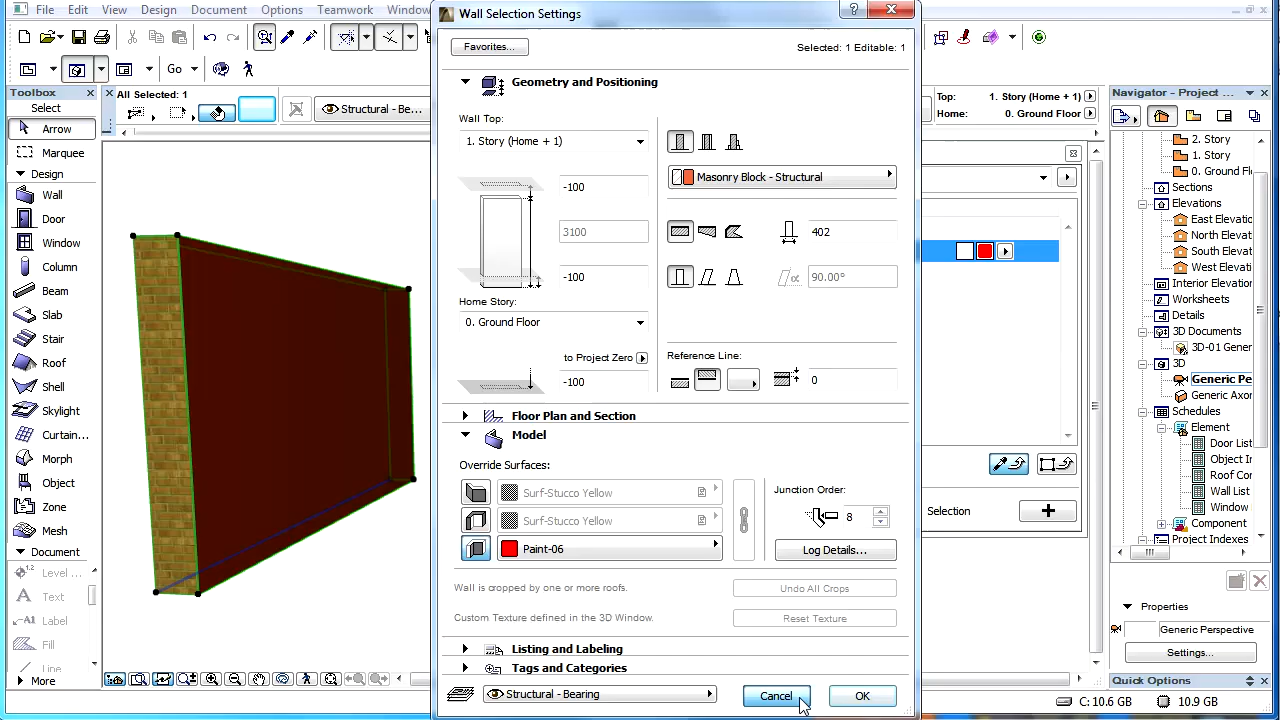 File Edit View Design Document Options Teamwork Window
Wall Selection Settings
Favorites...
Selected: 1 Editable: 1
Go
Toolbox
Select
Arrow
Marquee
Design
Wall
Door
Window
Column
Beam
Slab
Stair
Roof
Shell
Skylight
Curtain...
Morph
Object
Zone
Mesh
Document
Level ...
Text
Label
Fill
Line
More
All Selected: 1
Structural - Be...
Geometry and Positioning
Wall Top:
1. Story (Home + 1)
-100
3100
-100
Home Story:
0. Ground Floor
to Project Zero
-100
Masonry Block - Structural
402
α
90.00°
Reference Line:
0
Floor Plan and Section
Model
Override Surfaces:
Surf-Stucco Yellow
Surf-Stucco Yellow
Paint-06
Junction Order:
8
Log Details...
Wall is cropped by one or more roofs.
Undo All Crops
Custom Texture defined in the 3D Window.
Reset Texture
Listing and Labeling
Tags and Categories
Structural - Bearing
Cancel
OK
Top: 1. Story (Home + 1)
Home: 0. Ground Floor
Selection
Navigator - Project ...
2. Story
1. Story
0. Ground Fl
Sections
Elevations
East Elevatio
North Elevati
South Elevati
West Elevati
Interior Elevatio
Worksheets
Details
3D Documents
3D-01 Gener
3D
Generic Pe
Generic Axor
Schedules
Element
Door List
Object In
Roof Cor
Wall List
Window
Component
Project Indexes
Properties
Generic Perspective
Settings...
Quick Options
C: 10.6 GB
10.9 GB